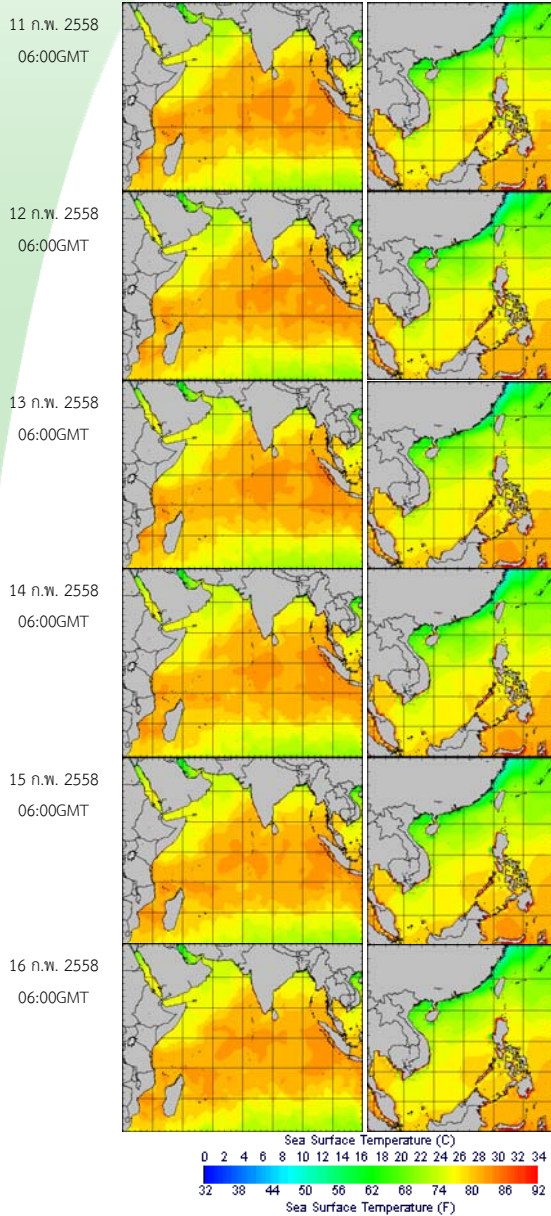 11 ก.พ. 2558
06:00GMT
12 ก.พ. 2558
06:00GMT
13 ก.พ. 2558
06:00GMT
14 ก.พ. 2558
06:00GMT
15 ก.พ. 2558
06:00GMT
16 ก.พ. 2558
06:00GMT
Sea Surface Temperature (C)
0 2 4 6 8 10 12 14 16 18 20 22 24 26 28 30 32 34
32 38 44 50 56 62 68 74 80 86 92
Sea Surface Temperature (F)